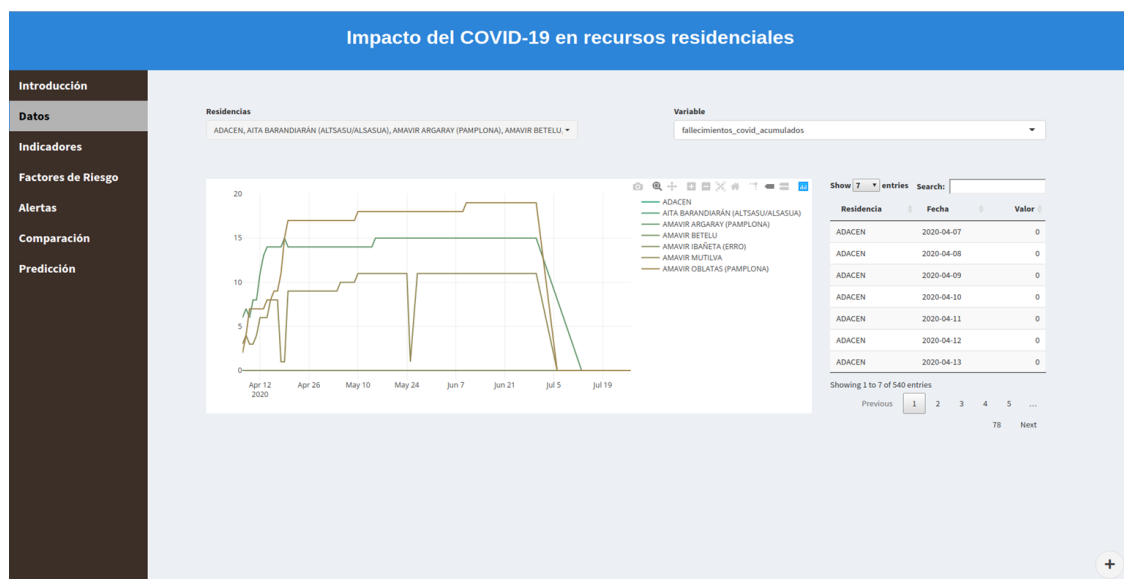 Impacto del COVID-19 en recursos residenciales
Introducción
Datos
Indicadores
Factores de Riesgo
Alertas
Comparación
Predicción
Residencias
ADACEN, AITA BARANDIARÁN (ALTSASU/ALSASUA), AMAVIR ARGARAY (PAMPLONA), AMAVIR BETELU,
Variable
fallecimientos_covid_acumulados
20
15
10
5
0
Apr 12
2020
Apr 26
May 10
May 24
Jun 7
Jun 21
Jul 5
Jul 19
ADACEN
AITA BARANDIARÁN (ALTSASU/ALSASUA)
AMAVIR ARGARAY (PAMPLONA)
AMAVIR BETELU
AMAVIR IBAÑETA (ERRO)
AMAVIR MUTILVA
AMAVIR OBLATAS (PAMPLONA)
Show 7 entries Search:
Residencia Fecha Valor
ADACEN 2020-04-07 0
ADACEN 2020-04-08 0
ADACEN 2020-04-09 0
ADACEN 2020-04-10 0
ADACEN 2020-04-11 0
ADACEN 2020-04-12 0
ADACEN 2020-04-13 0
Showing 1 to 7 of 540 entries
Previous 1 2 3 4 5 ...
78 Next
+